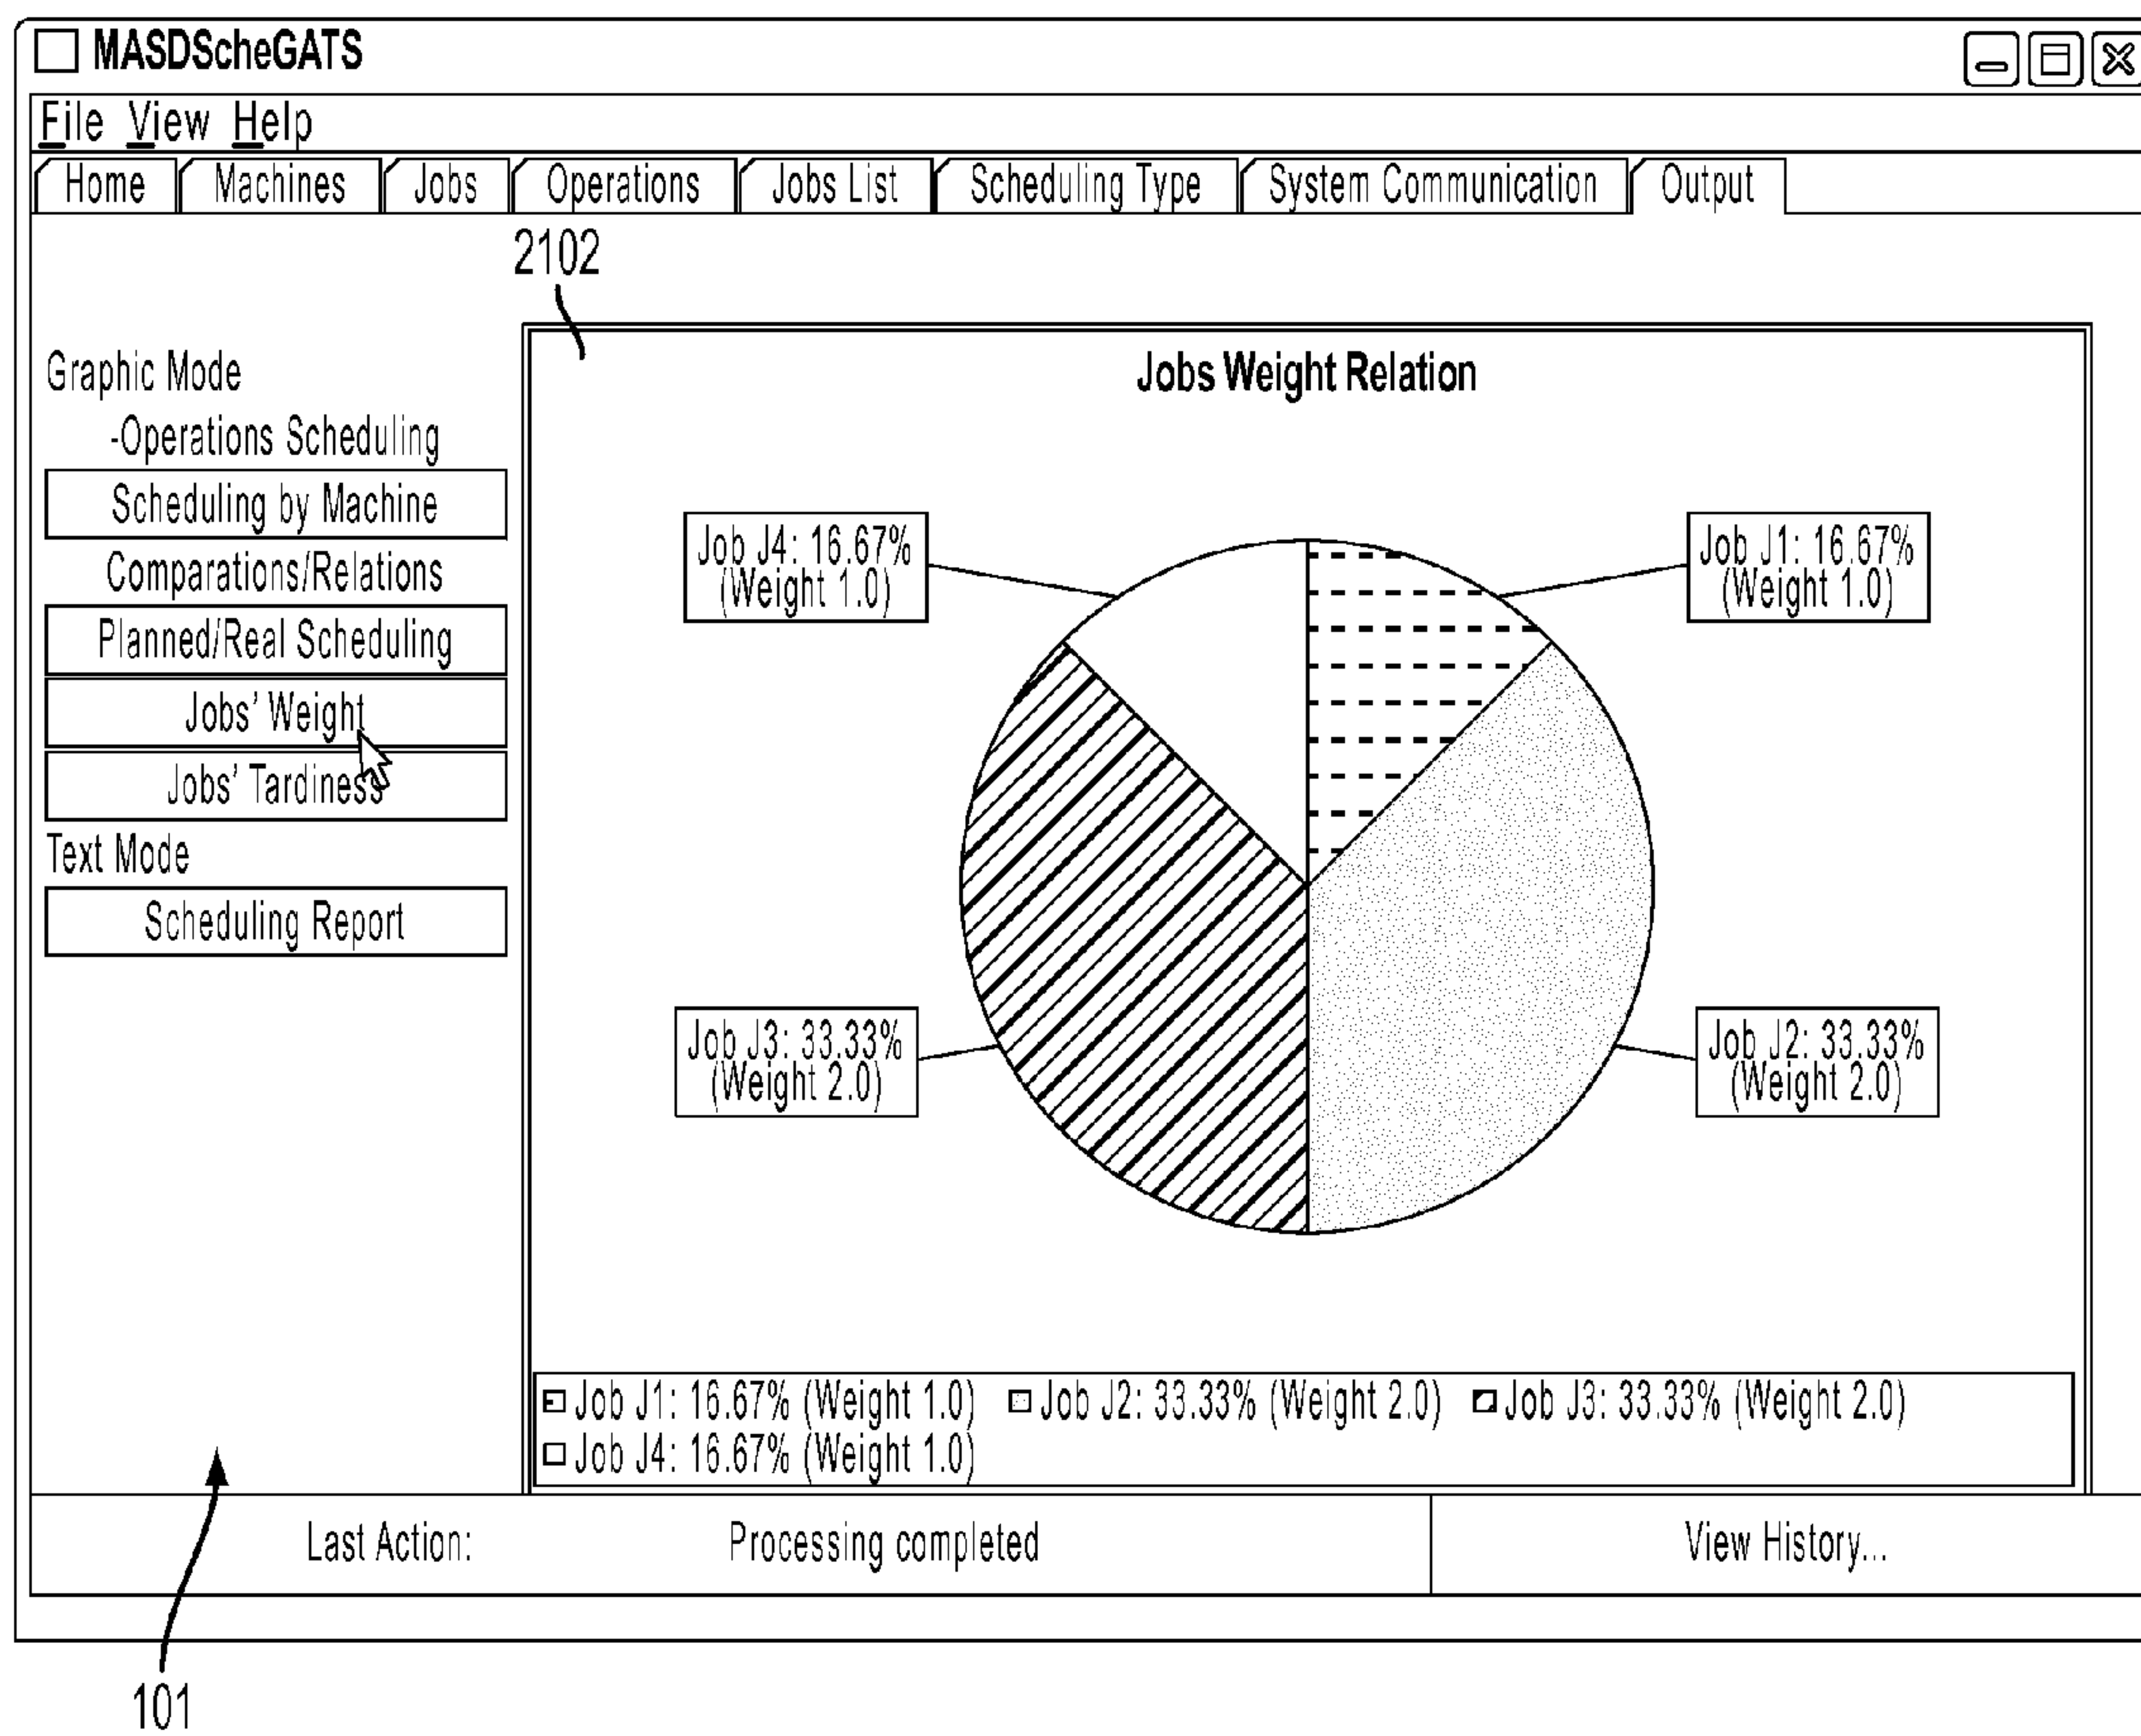 MASDScheGATS
File View Help
Home Machines Jobs Operations Jobs List Scheduling Type System Communication Output
2102
Graphic Mode
-Operations Scheduling
Scheduling by Machine
Comparations/Relations
Planned/Real Scheduling
Jobs' Weight
Jobs' Tardiness
Text Mode
Scheduling Report
Jobs Weight Relation
Job J4: 16.67%
(Weight 1.0)
Job J1: 16.67%
(Weight 1.0)
Job J3: 33.33%
(Weight 2.0)
Job J2: 33.33%
(Weight 2.0)
Job J1: 16.67% (Weight 1.0) Job J2: 33.33% (Weight 2.0) Job J3: 33.33% (Weight 2.0)
Job J4: 16.67% (Weight 1.0)
Last Action: Processing completed View History...
101